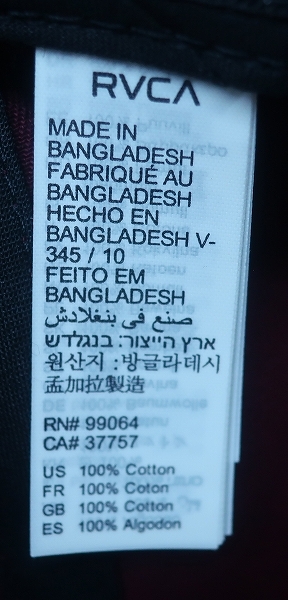 RVCA
MADE IN
BANGLADESH
FABRIQUÉ AU
BANGLADESH
HECHO EN
BANGLADESH V-
345 / 10
FEITO EM
BANGLADESH
صنع في بنغلادش
ארץ הייצור: בנגלדש
원산지 :방글라데시
孟加拉製造
RN# 99064
CA# 37757
US 100% Cotton
FR 100% Coton
GB 100% Cotton
ES 100% Algodon